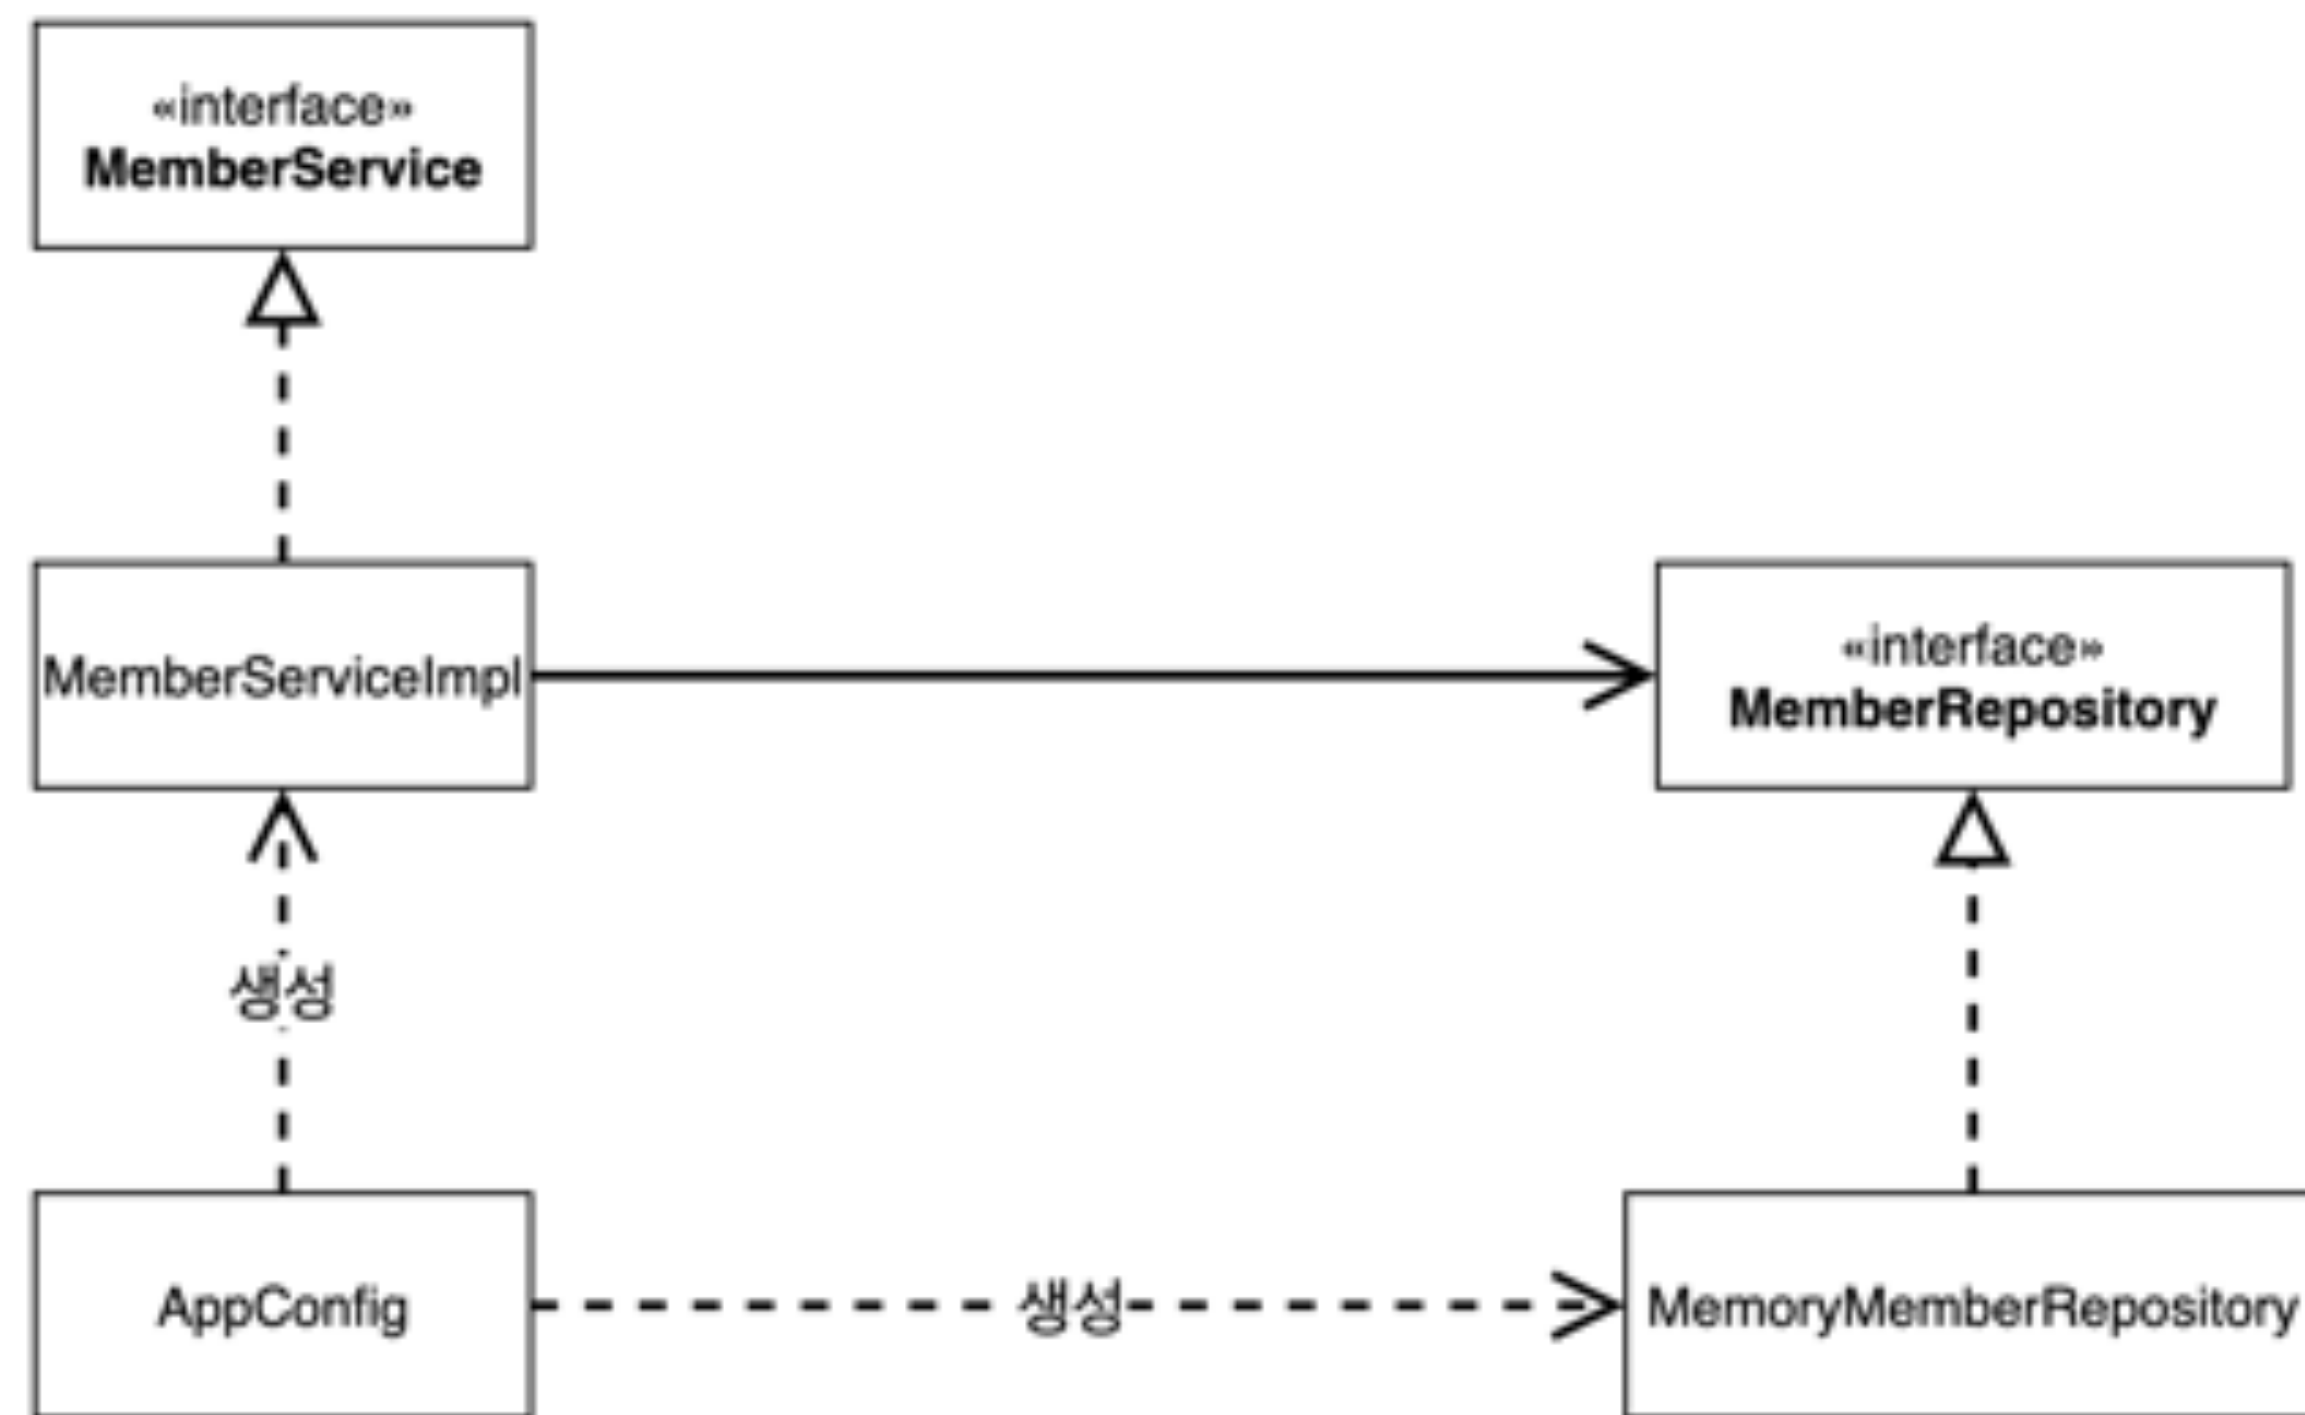 «interface»
MemberService
MemberServiceImpl
«interface»
MemberRepository
생성
AppConfig
생성
MemoryMemberRepository